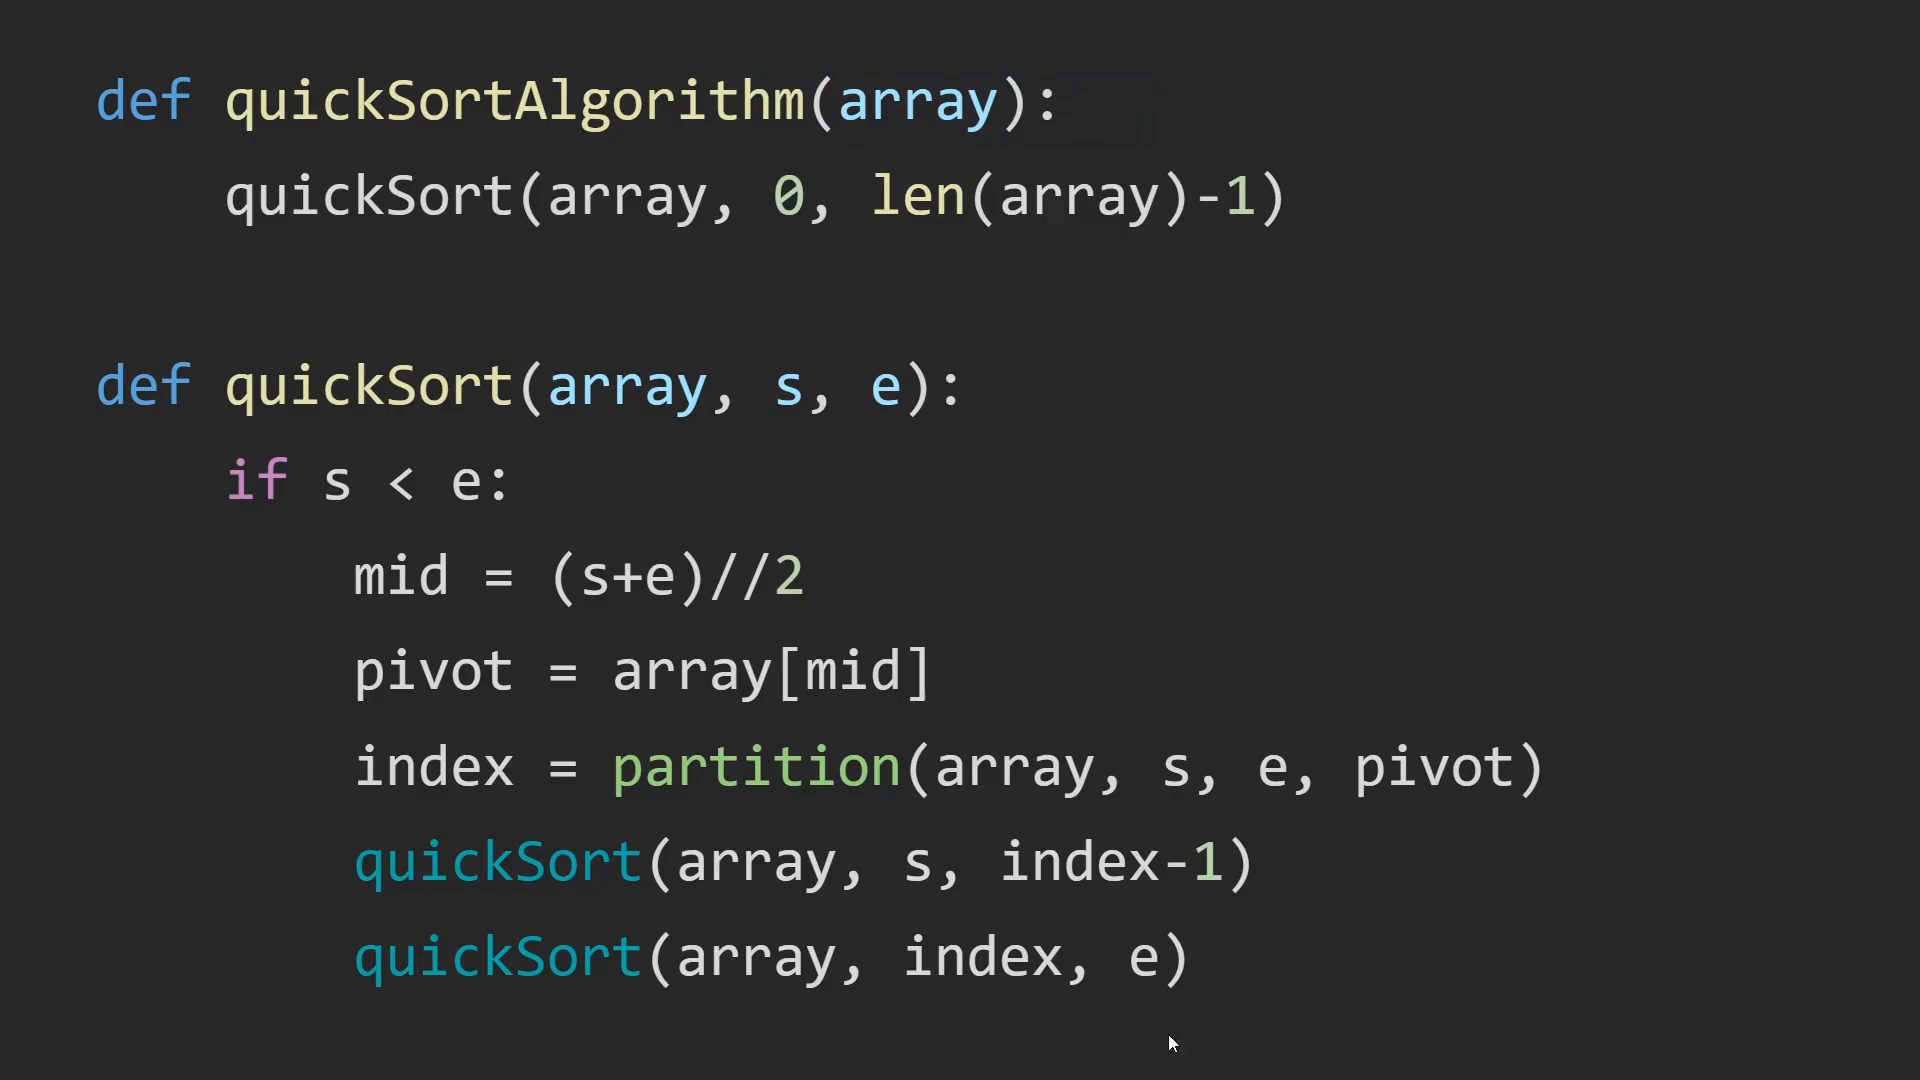 def quickSortAlgorithm(array):
    quickSort(array, 0, len(array)-1)

def quickSort(array, s, e):
    if s < e:
        mid = (s+e)//2
        pivot = array[mid]
        index = partition(array, s, e, pivot)
        quickSort(array, s, index-1)
        quickSort(array, index, e)